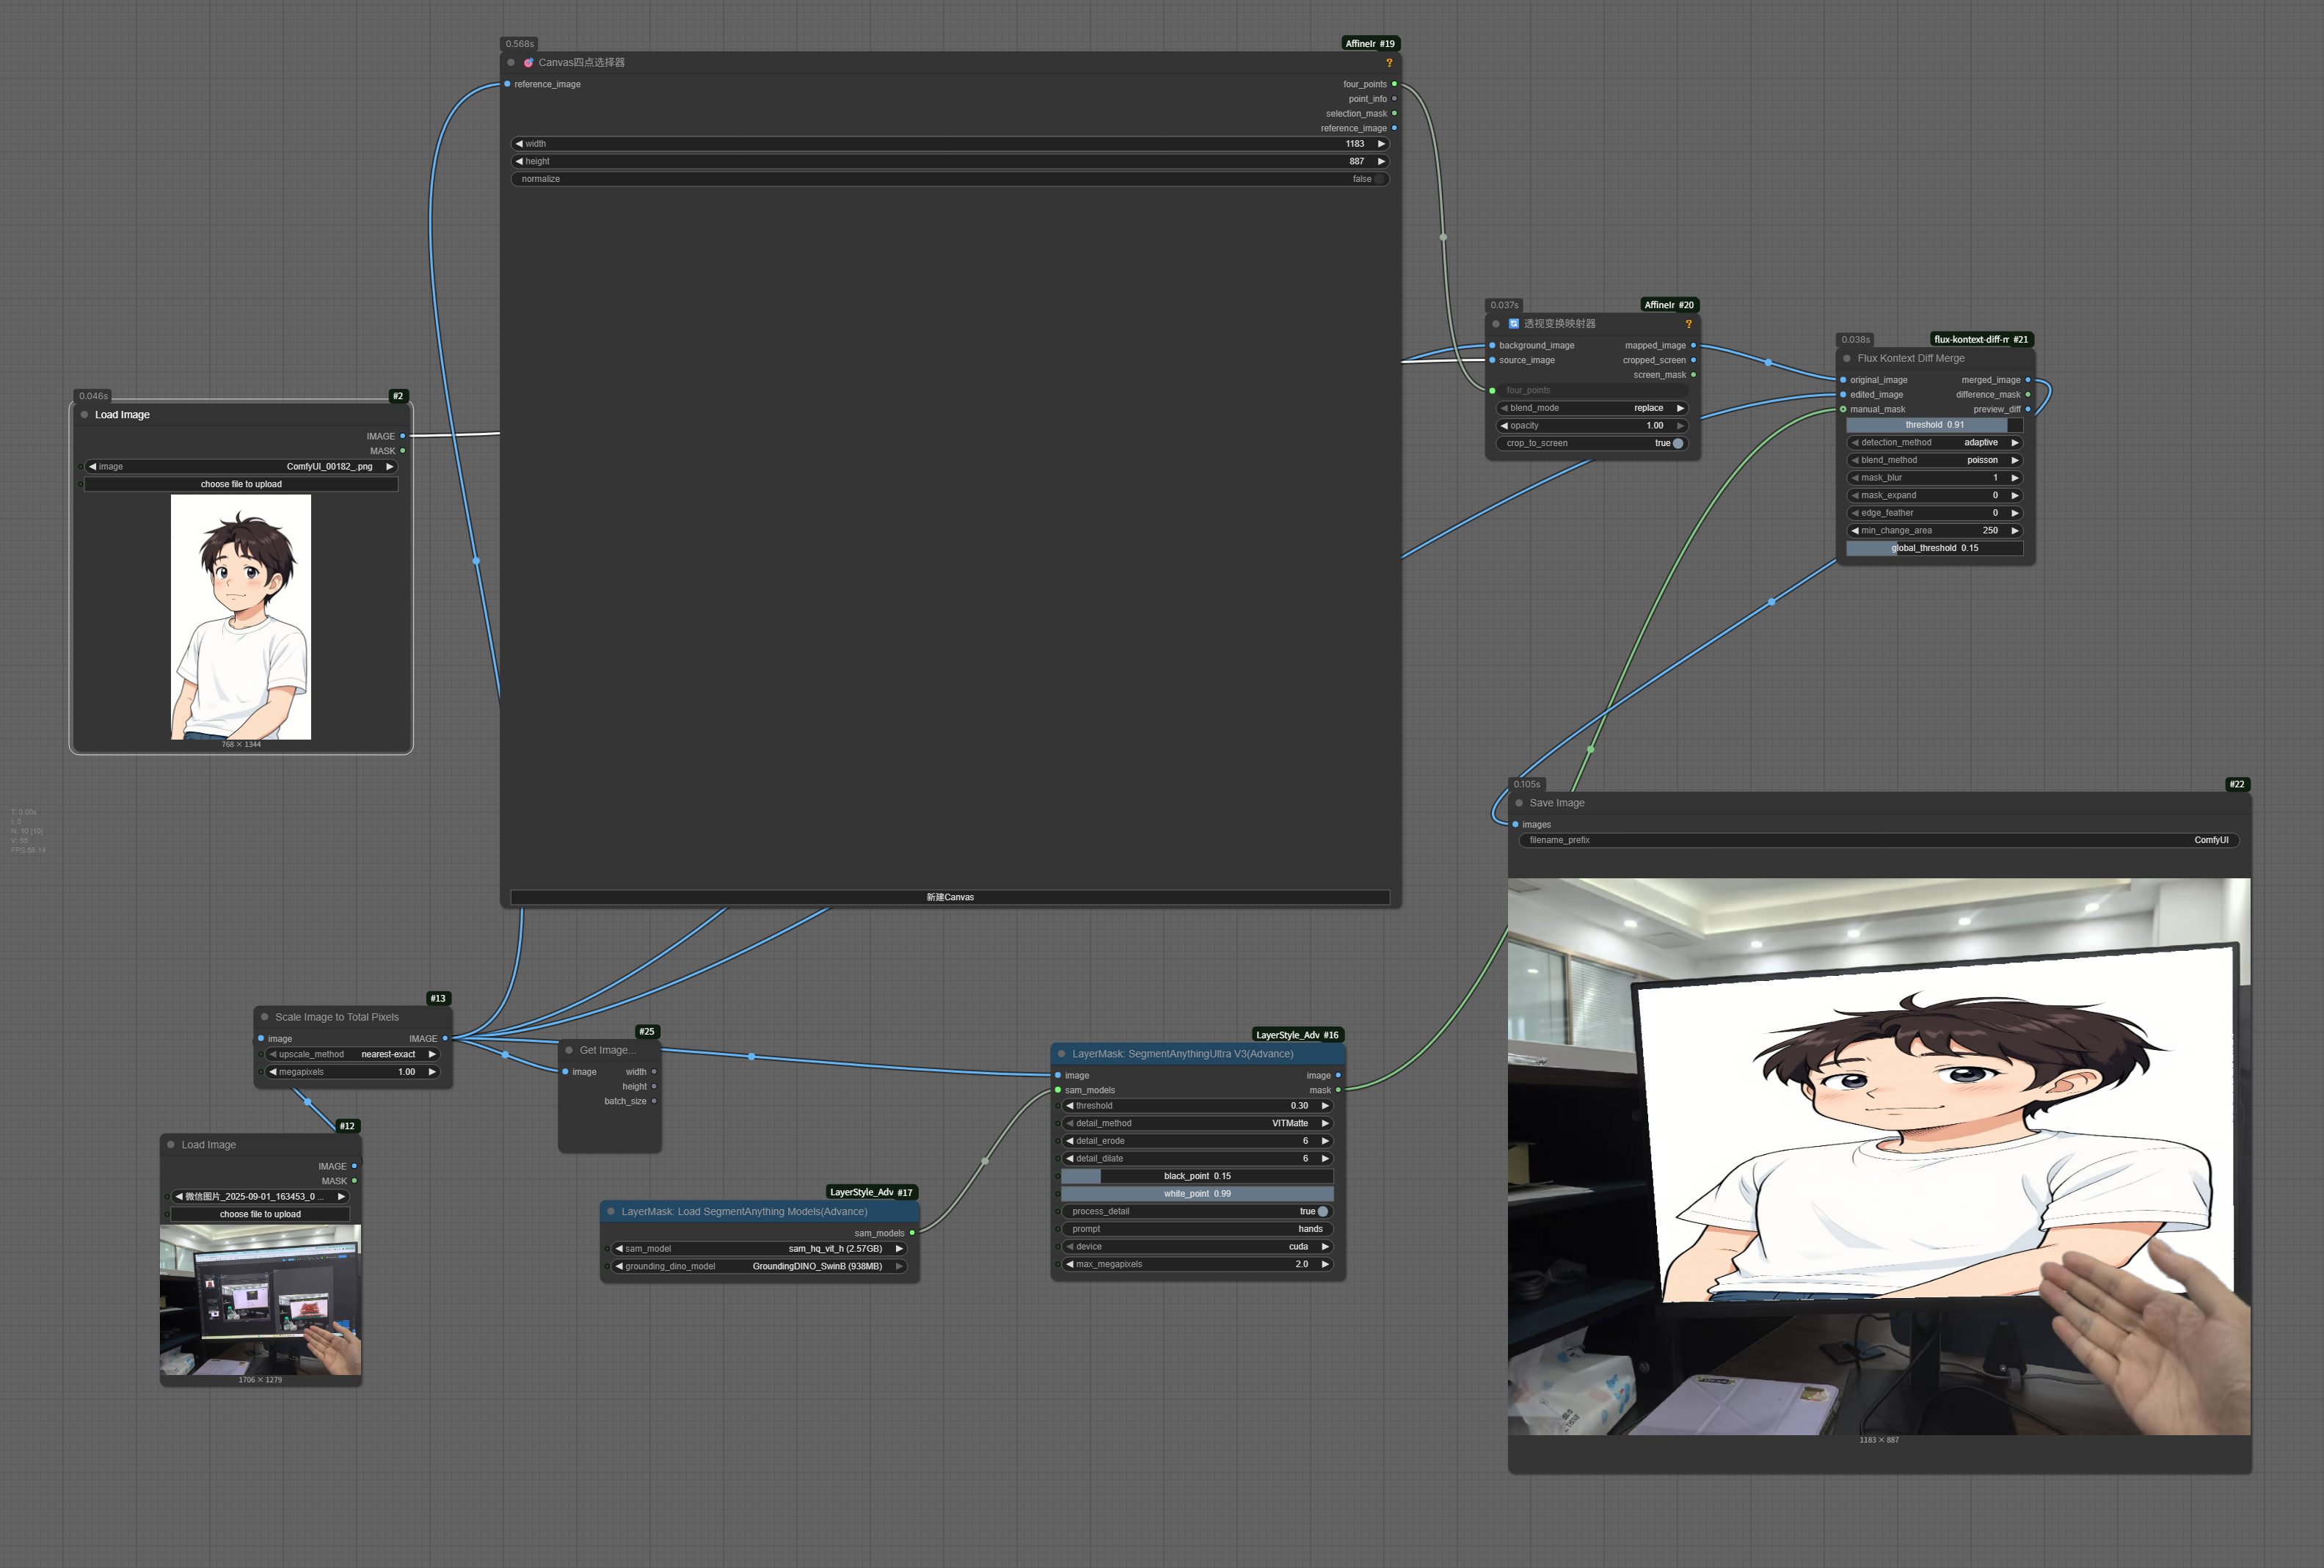 0.568s
AffineIr #19
Canvas四点选择器
?
reference_image
four_points
point_info
selection_mask
reference_image
width 1183
height 887
normalize false
新建Canvas
0.037s
AffineIr #20
透视变换映射器
?
background_image mapped_image
source_image cropped_screen
screen_mask
four_points
blend_mode replace
opacity 1.00
crop_to_screen true
0.038s
flux-kontext-diff-m #21
Flux Kontext Diff Merge
original_image merged_image
edited_image difference_mask
manual_mask preview_diff
threshold 0.91
detection_method adaptive
blend_method poisson
mask_blur 1
mask_expand 0
edge_feather 0
min_change_area 250
global_threshold 0.15
0.046s
#2
Load Image
IMAGE
MASK
image ComfyUI_00182_.png
choose file to upload
768 × 1344
T: 0.00s
I: 0
N: 10 [10]
V: 55
FPS:58.14
0.105s
#22
Save Image
images
filename_prefix ComfyUI
1183 × 887
#13
Scale Image to Total Pixels
image IMAGE
upscale_method nearest-exact
megapixels 1.00
#25
Get Image...
image width
height
batch_size
#12
Load Image
IMAGE
MASK
微信图片_2025-09-01_163453_0 ...
choose file to upload
1706 × 1279
LayerStyle_Adv #17
LayerMask: Load SegmentAnything Models(Advance)
sam_models
sam_model sam_hq_vit_h (2.57GB)
grounding_dino_model GroundingDINO_SwinB (938MB)
LayerStyle_Adv #16
LayerMask: SegmentAnythingUltra V3(Advance)
image image
sam_models mask
threshold 0.30
detail_method VITMatte
detail_erode 6
detail_dilate 6
black_point 0.15
white_point 0.99
process_detail true
prompt hands
device cuda
max_megapixels 2.0